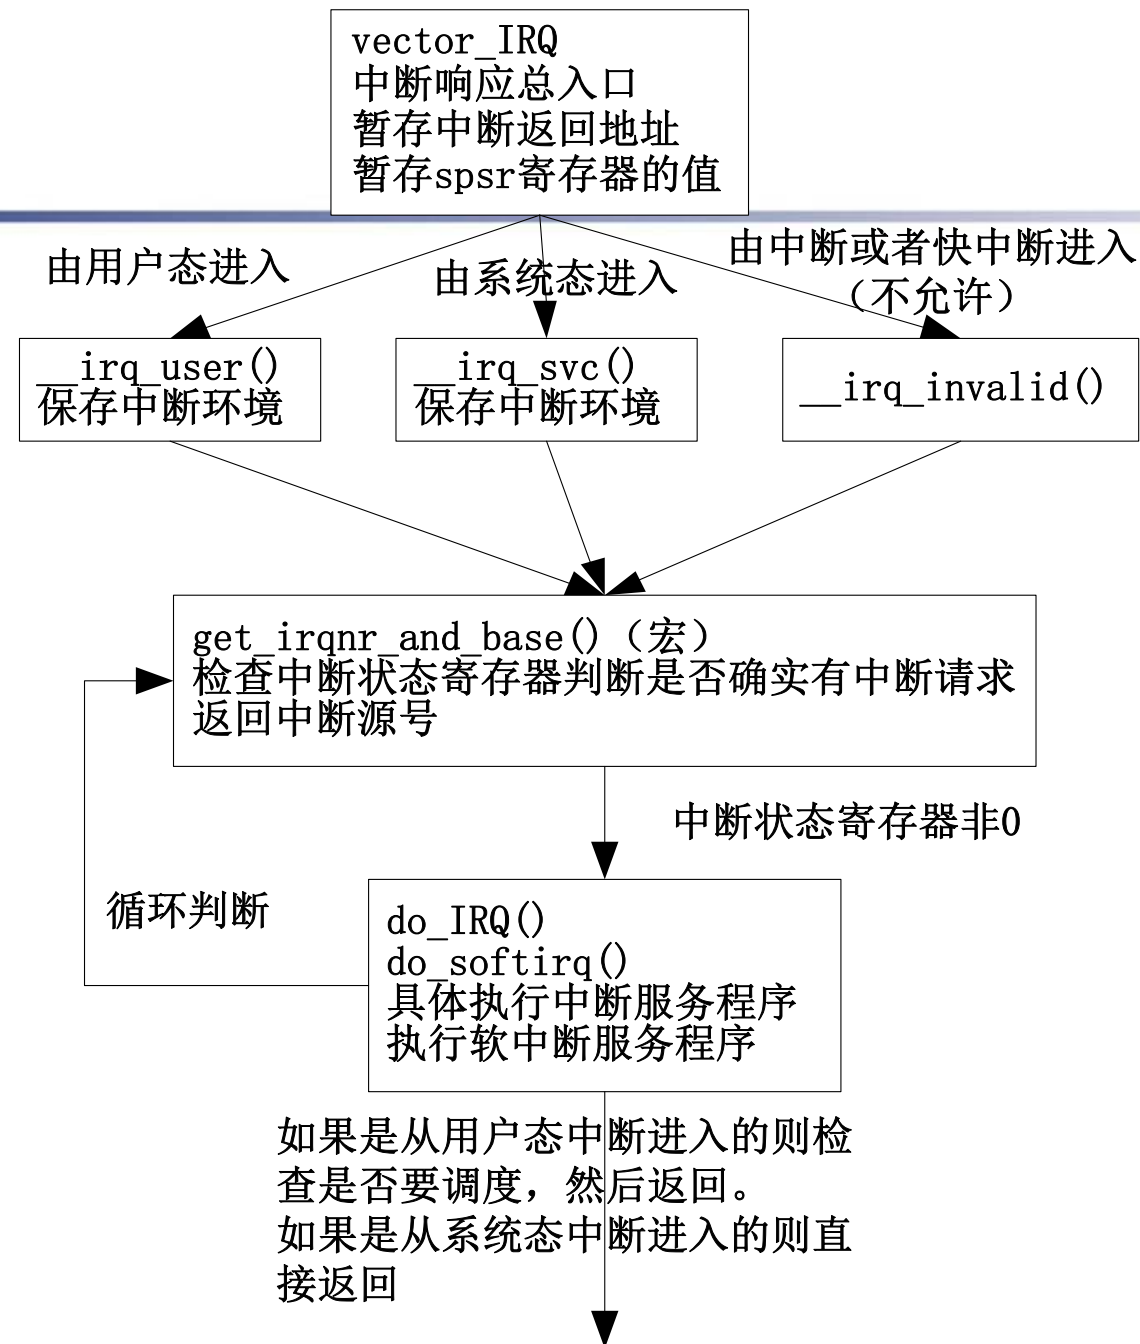 vector_IRQ
中断响应总入口
暂存中断返回地址
暂存spsr寄存器的值
由用户态进入
由系统态进入
由中断或者快中断进入
（不允许）
__irq_user()
保存中断环境
__irq_svc()
保存中断环境
__irq_invalid()
get_irqnr_and_base()（宏）
检查中断状态寄存器判断是否确实有中断请求
返回中断源号
中断状态寄存器非0
循环判断
do_IRQ()
do_softirq()
具体执行中断服务程序
执行软中断服务程序
如果是从用户态中断进入的则检
查是否要调度，然后返回。
如果是从系统态中断进入的则直
接返回